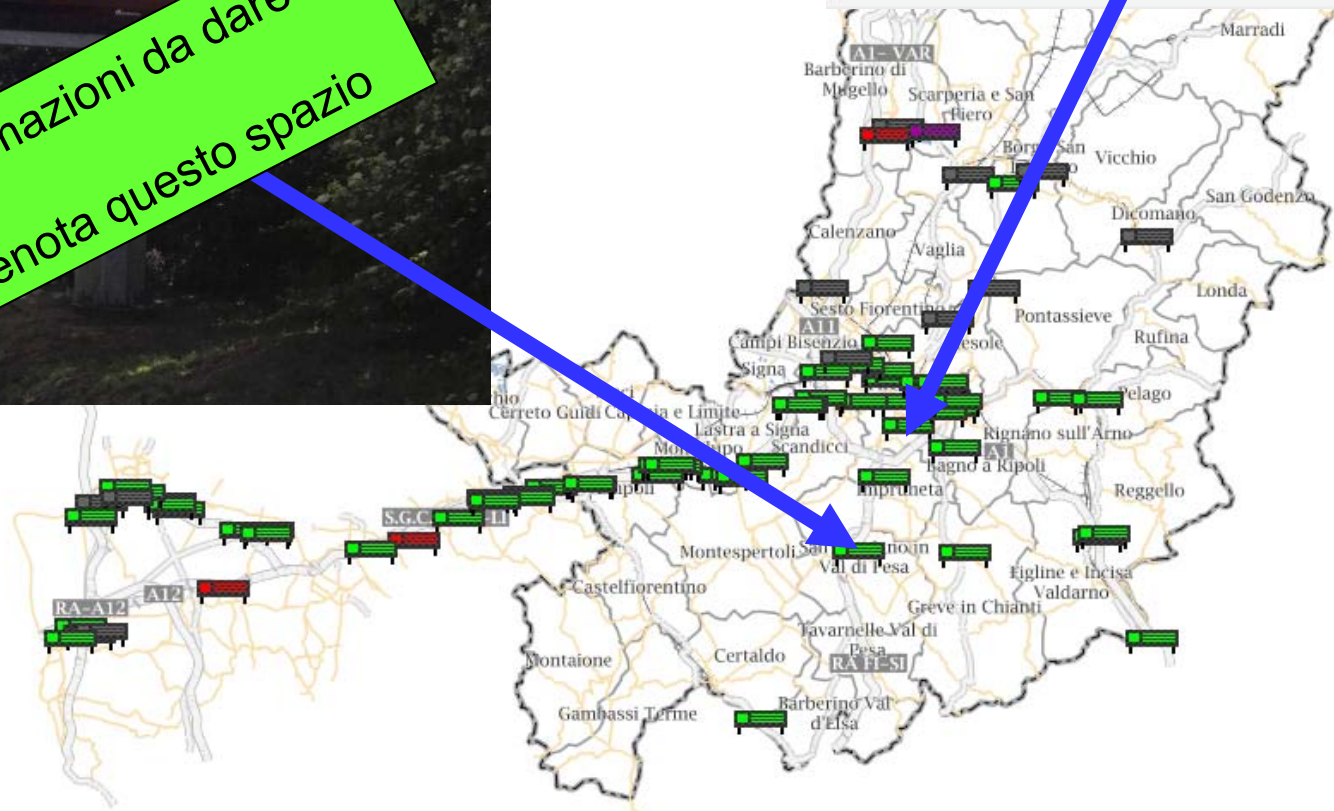 mazioni da dare
enota questo spazio
Marradi
A1- VAR
Barberino di
Mugello
Scarperia e San
Piero
Vicchio
San Godenzo
Dicomano
Calenzano
Vaglia
Londa
Sesto Fiorentino
Pontassieve
A11
Campi Bisenzio
esole
Rufina
Signa
Pelago
Cerreto Guidi
e Limite
Lastra a Signa
Scandicci
Rignano sull'Arno
A1
Bagno a Ripoli
Impruneta
Reggello
S.G.C.
Montespertoli
Val di Pesa
A12
RA-A12
Castelfiorentino
Figline e Incisa
Valdarno
Greve in Chianti
Tavarnelle Val di
Pesa
RA FI-SI
Montaione
Certaldo
Gambassi Terme
Barberino Val
d'Elsa